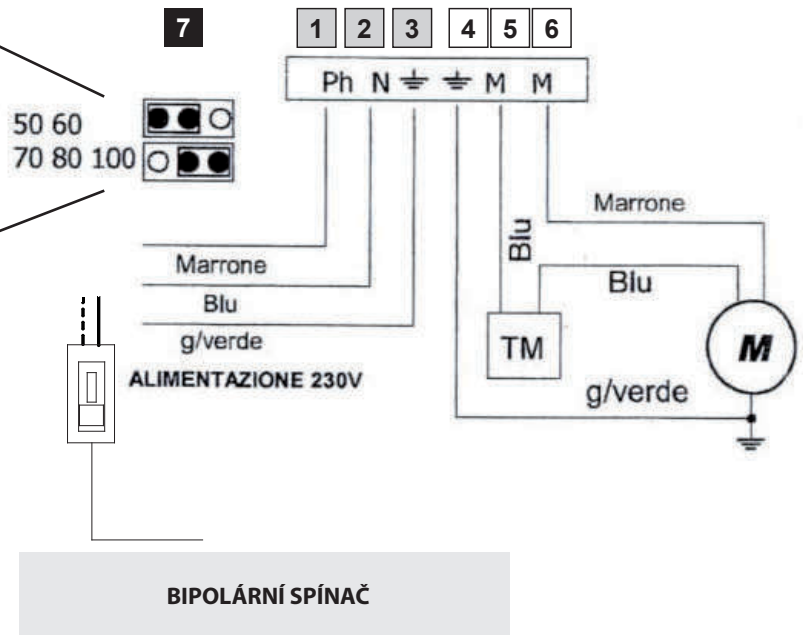 7 1 2 3 4 5 6
Ph N M M
50 60
70 80 100
Marrone
Blu
Marrone
Blu
Blu
g/verde
TM
M
g/verde
ALIMENTAZIONE 230V
BIPOLÁRNÍ SPÍNAČ